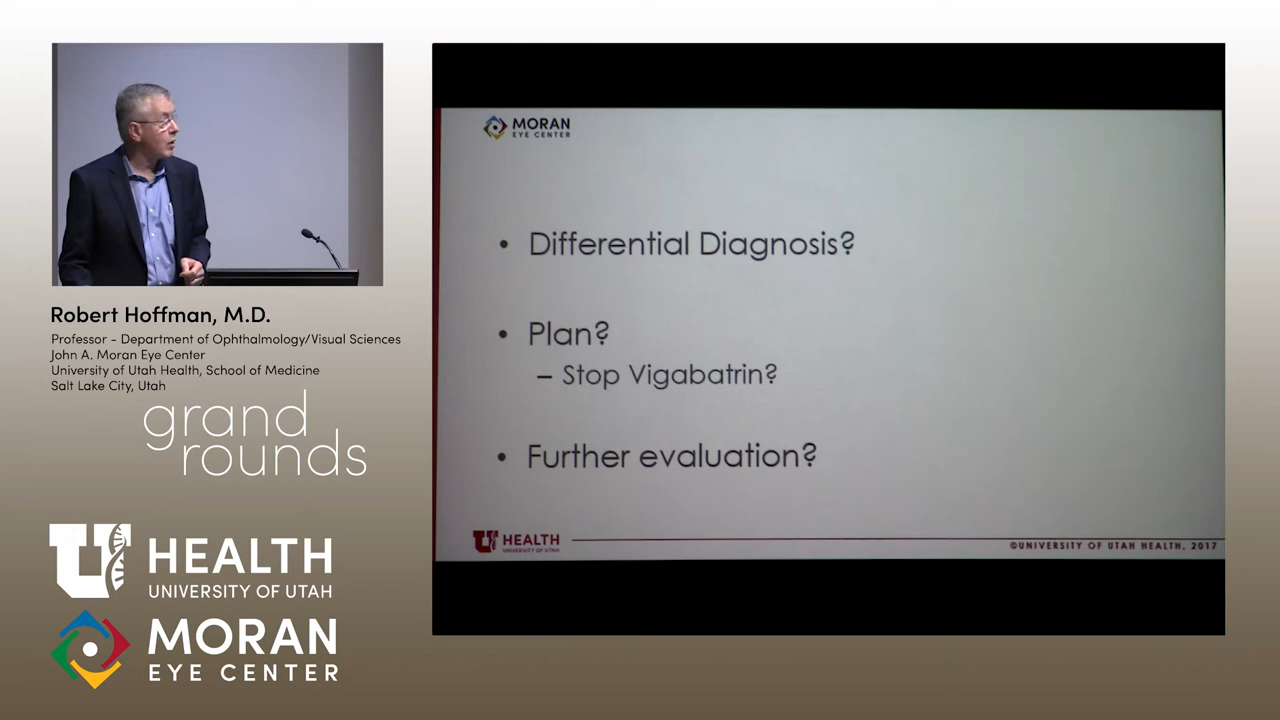 Robert Hoffman, M.D.
Professor - Department of Ophthalmology/Visual Sciences
John A. Moran Eye Center
University of Utah Health, School of Medicine
Salt Lake City, Utah
grand
rounds
U HEALTH
UNIVERSITY OF UTAH
MORAN
EYE CENTER
MORAN
EYE CENTER
• Differential Diagnosis?
• Plan?
– Stop Vigabatrin?
• Further evaluation?
U HEALTH
UNIVERSITY OF UTAH
©UNIVERSITY OF UTAH HEALTH, 2017